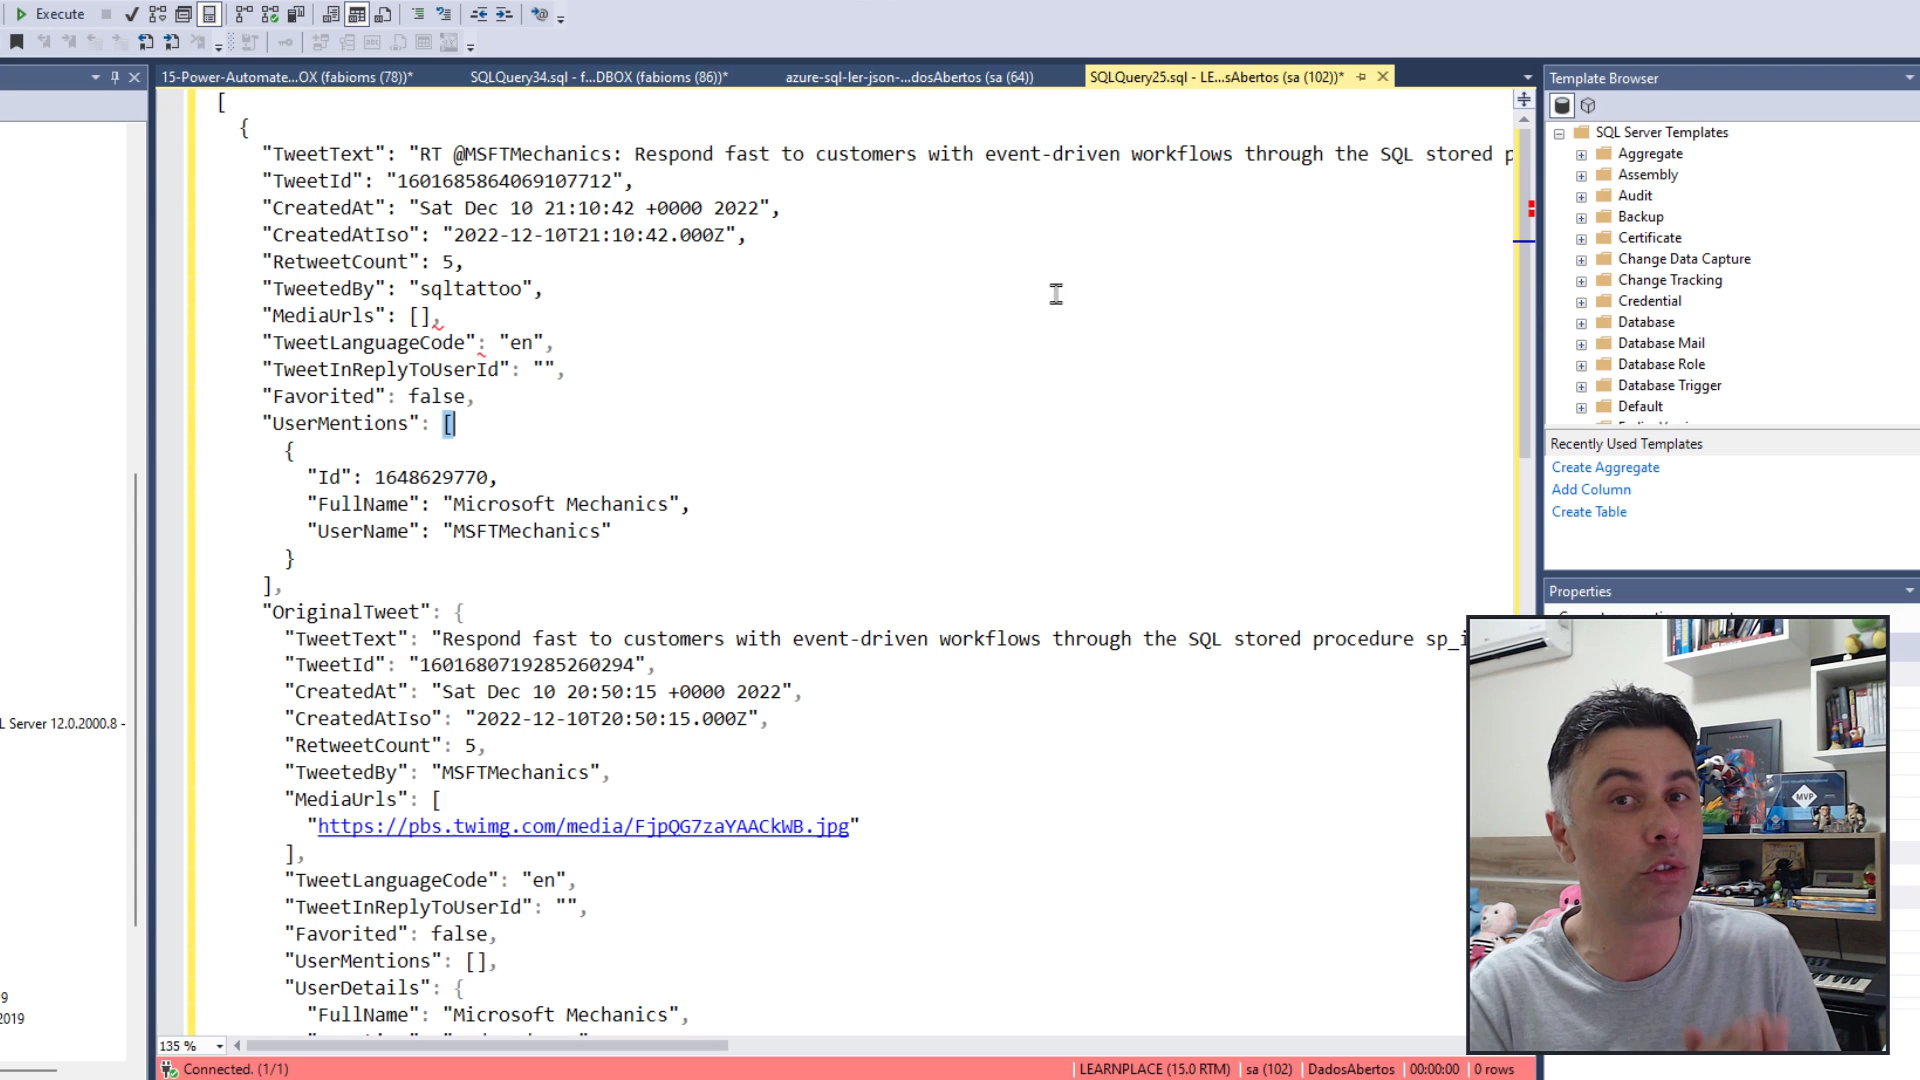 Execute
15-Power-Automate...OX (fabioms (78))*
SQLQuery34.sql - f...DBOX (fabioms (86))*
azure-sql-ler-json-...dosAbertos (sa (64))
SQLQuery25.sql - LE...sAbertos (sa (102))*
[
{
"TweetText": "RT @MSFTMechanics: Respond fast to customers with event-driven workflows through the SQL stored p
"TweetId": "1601685864069107712",
"CreatedAt": "Sat Dec 10 21:10:42 +0000 2022",
"CreatedAtIso": "2022-12-10T21:10:42.000Z",
"RetweetCount": 5,
"TweetedBy": "sqltattoo",
"MediaUrls": [],
"TweetLanguageCode": "en",
"TweetInReplyToUserId": "",
"Favorited": false,
"UserMentions": [
{
"Id": 1648629770,
"FullName": "Microsoft Mechanics",
"UserName": "MSFTMechanics"
}
],
"OriginalTweet": {
"TweetText": "Respond fast to customers with event-driven workflows through the SQL stored procedure sp_i
"TweetId": "1601680719285260294",
"CreatedAt": "Sat Dec 10 20:50:15 +0000 2022",
"CreatedAtIso": "2022-12-10T20:50:15.000Z",
"RetweetCount": 5,
"TweetedBy": "MSFTMechanics",
"MediaUrls": [
"https://pbs.twimg.com/media/FjpQG7zaYAACkWB.jpg"
],
"TweetLanguageCode": "en",
"TweetInReplyToUserId": "",
"Favorited": false,
"UserMentions": [],
"UserDetails": {
"FullName": "Microsoft Mechanics",
L Server 12.0.2000.8 -
9
2019
135 %
Connected. (1/1)
LEARNPLACE (15.0 RTM)
sa (102)
DadosAbertos
00:00:00
0 rows
Template Browser
SQL Server Templates
Aggregate
Assembly
Audit
Backup
Certificate
Change Data Capture
Change Tracking
Credential
Database
Database Mail
Database Role
Database Trigger
Default
Recently Used Templates
Create Aggregate
Add Column
Create Table
Properties
MVP